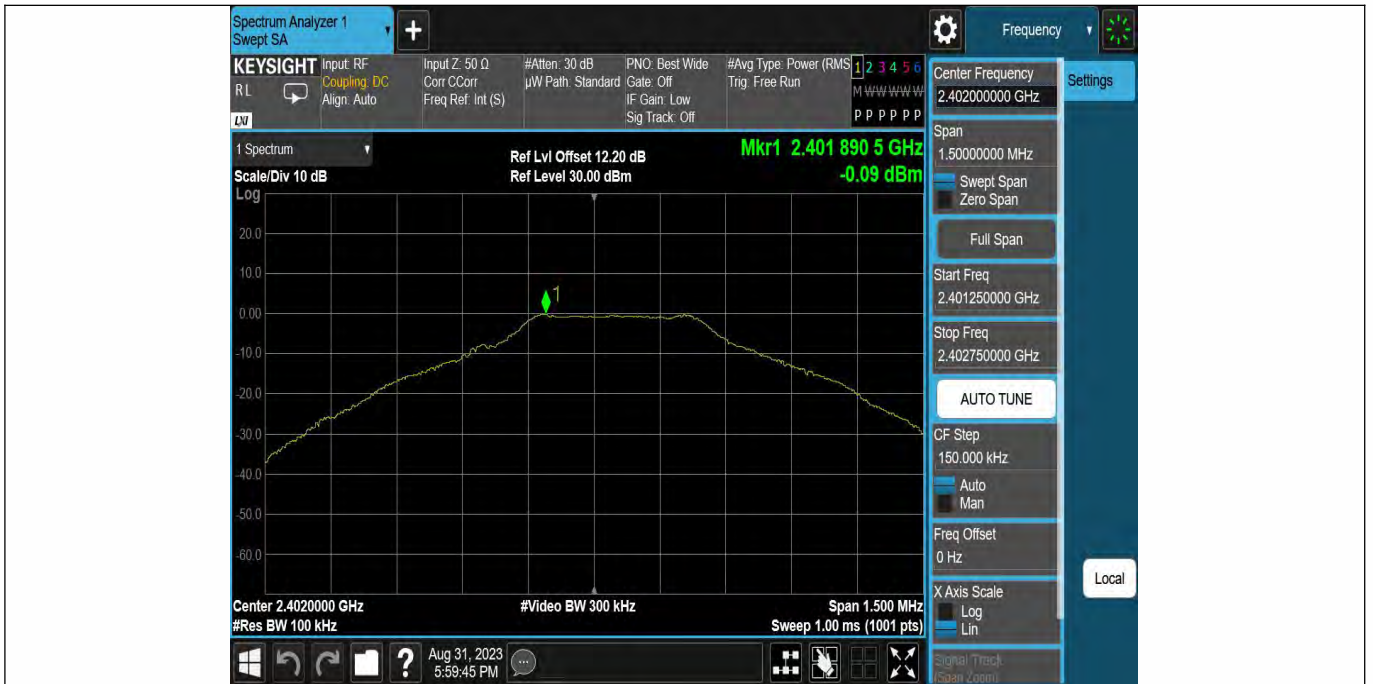 Spectrum Analyzer 1
Swept SA
+
Frequency
KEYSIGHT
R L
LXI
Input: RF
Coupling: DC
Align: Auto
Input Z: 50 Ω
Corr CCorr
Freq Ref: Int (S)
#Atten: 30 dB
µW Path: Standard
PNO: Best Wide
Gate: Off
IF Gain: Low
Sig Track: Off
#Avg Type: Power (RMS
Trig: Free Run
1 2 3 4 5 6
M W W W W W
P P P P P P
1 Spectrum
Scale/Div 10 dB
Log
Ref Lvl Offset 12.20 dB
Ref Level 30.00 dBm
Mkr1 2.401 890 5 GHz
-0.09 dBm
20.0
10.0
0.00
-10.0
-20.0
-30.0
-40.0
-50.0
-60.0
1
Center 2.4020000 GHz
#Res BW 100 kHz
#Video BW 300 kHz
Span 1.500 MHz
Sweep 1.00 ms (1001 pts)
Center Frequency
2.402000000 GHz
Settings
Span
1.50000000 MHz
Swept Span
Zero Span
Full Span
Start Freq
2.401250000 GHz
Stop Freq
2.402750000 GHz
AUTO TUNE
CF Step
150.000 kHz
Auto
Man
Freq Offset
0 Hz
X Axis Scale
Log
Lin
Signal Track
(Span Zoom)
Local
?
Aug 31, 2023
5:59:45 PM